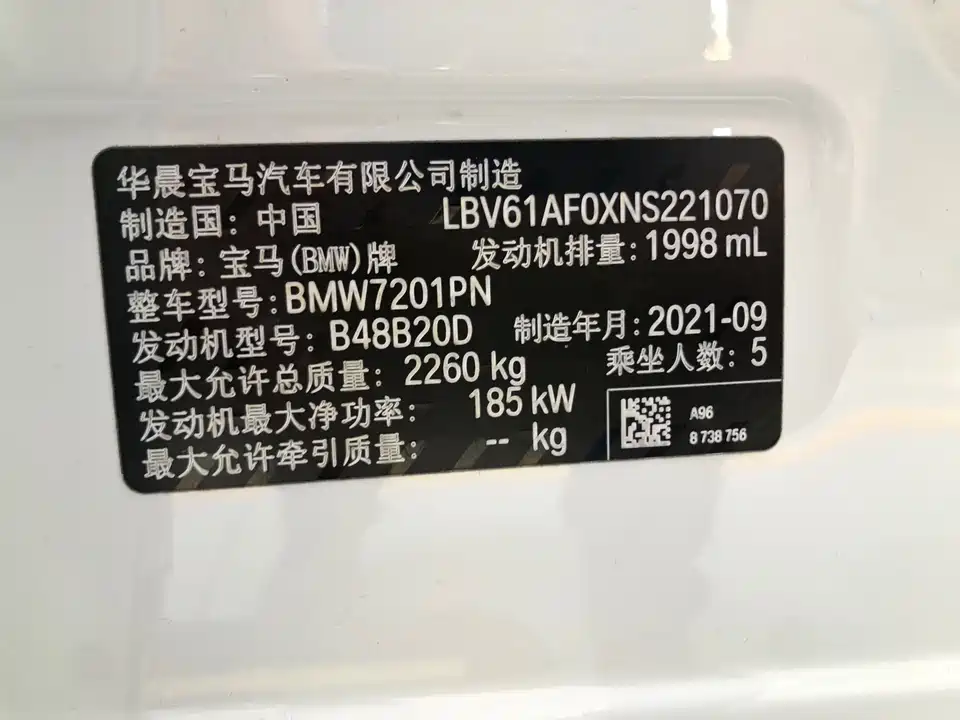 华晨宝马汽车有限公司制造
制造国: 中国 LBV61AF0XNS221070
品牌: 宝马(BMW)牌 发动机排量: 1998 mL
整车型号: BMW7201PN
发动机型号: B48B20D 制造年月: 2021-09
最大允许总质量: 2260 kg 乘坐人数: 5
发动机最大净功率: 185 kW
最大允许牵引质量: -- kg
A96
8 738 756